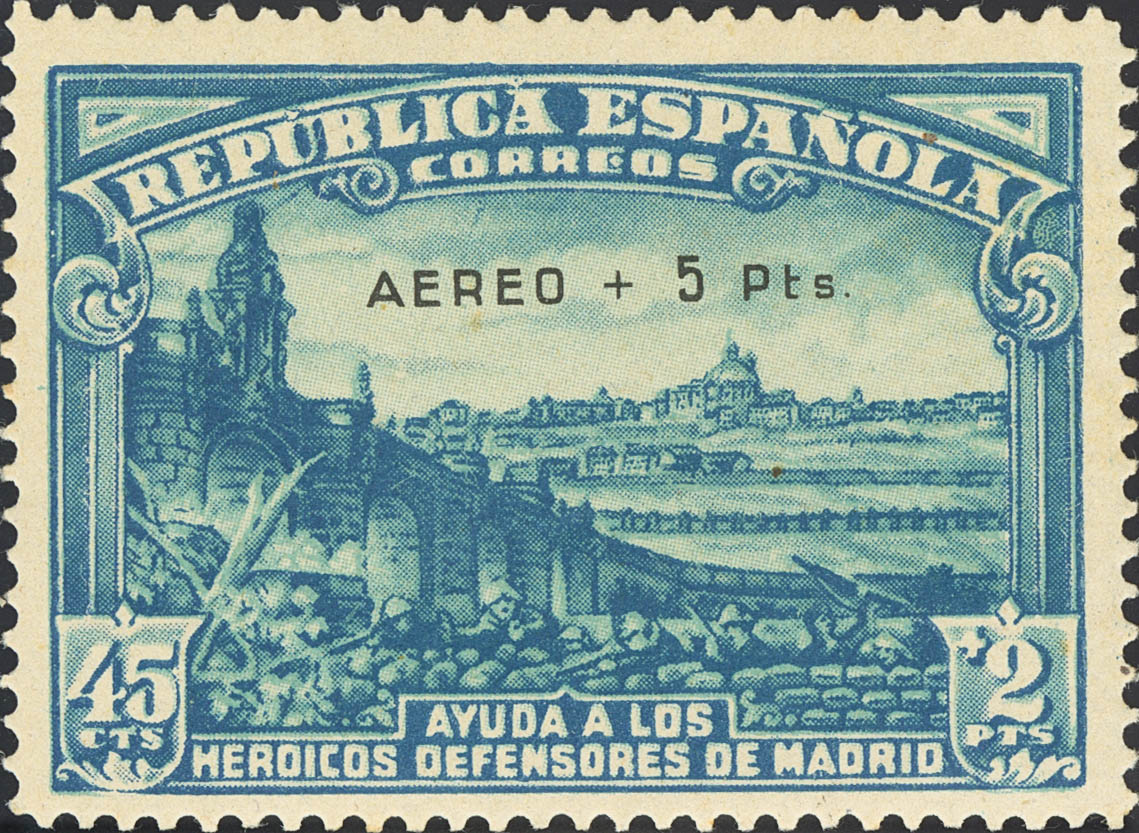 REPÚBLICA ESPAÑOLA
CORREOS
AEREO + 5 Pts.
45
CTS
+2
PTS
AYUDA A LOS
HEROICOS DEFENSORES DE MADRID